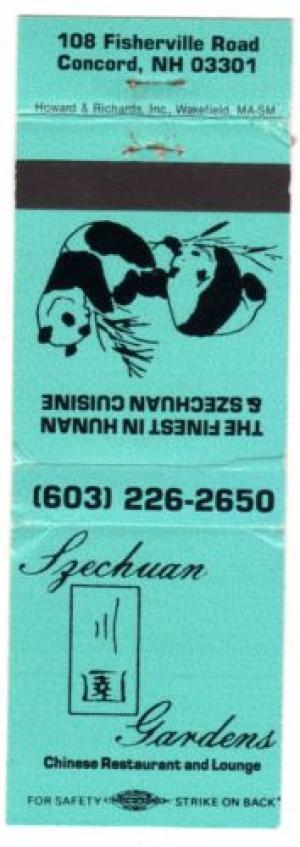 108 Fisherville Road
Concord, NH 03301
Howard & Richards, Inc., Wakefield, MA-SM
THE FINEST IN HUNAN
& SZECHUAN CUISINE
(603) 226-2650
Szechuan
川
園
Gardens
Chinese Restaurant and Lounge
FOR SAFETY STRIKE ON BACK